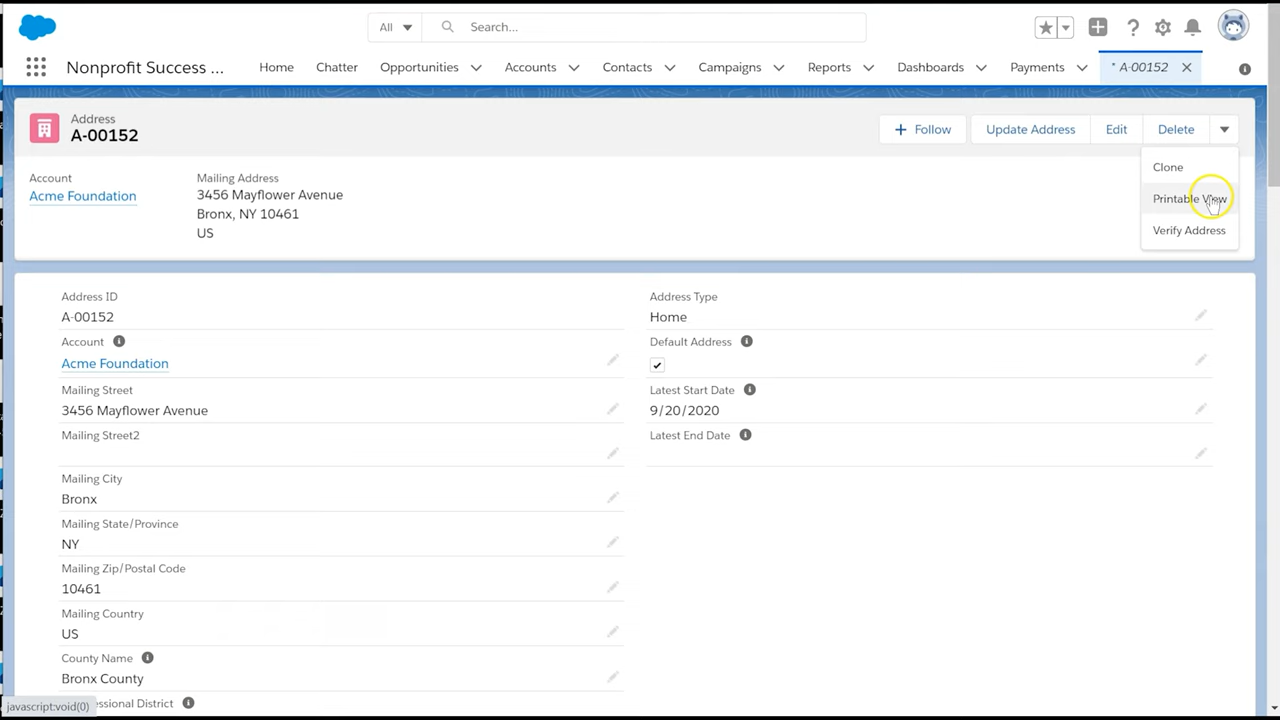 All
Search...
Nonprofit Success ...
Home
Chatter
Opportunities
Accounts
Contacts
Campaigns
Reports
Dashboards
Payments
* A-00152
Address
A-00152
Follow
Update Address
Edit
Delete
Clone
Printable View
Verify Address
Account
Acme Foundation
Mailing Address
3456 Mayflower Avenue
Bronx, NY 10461
US
Address ID
A-00152
Account
Acme Foundation
Mailing Street
3456 Mayflower Avenue
Mailing Street2
Mailing City
Bronx
Mailing State/Province
NY
Mailing Zip/Postal Code
10461
Mailing Country
US
County Name
Bronx County
essional District
Address Type
Home
Default Address
Latest Start Date
9/20/2020
Latest End Date
javascript:void(0)